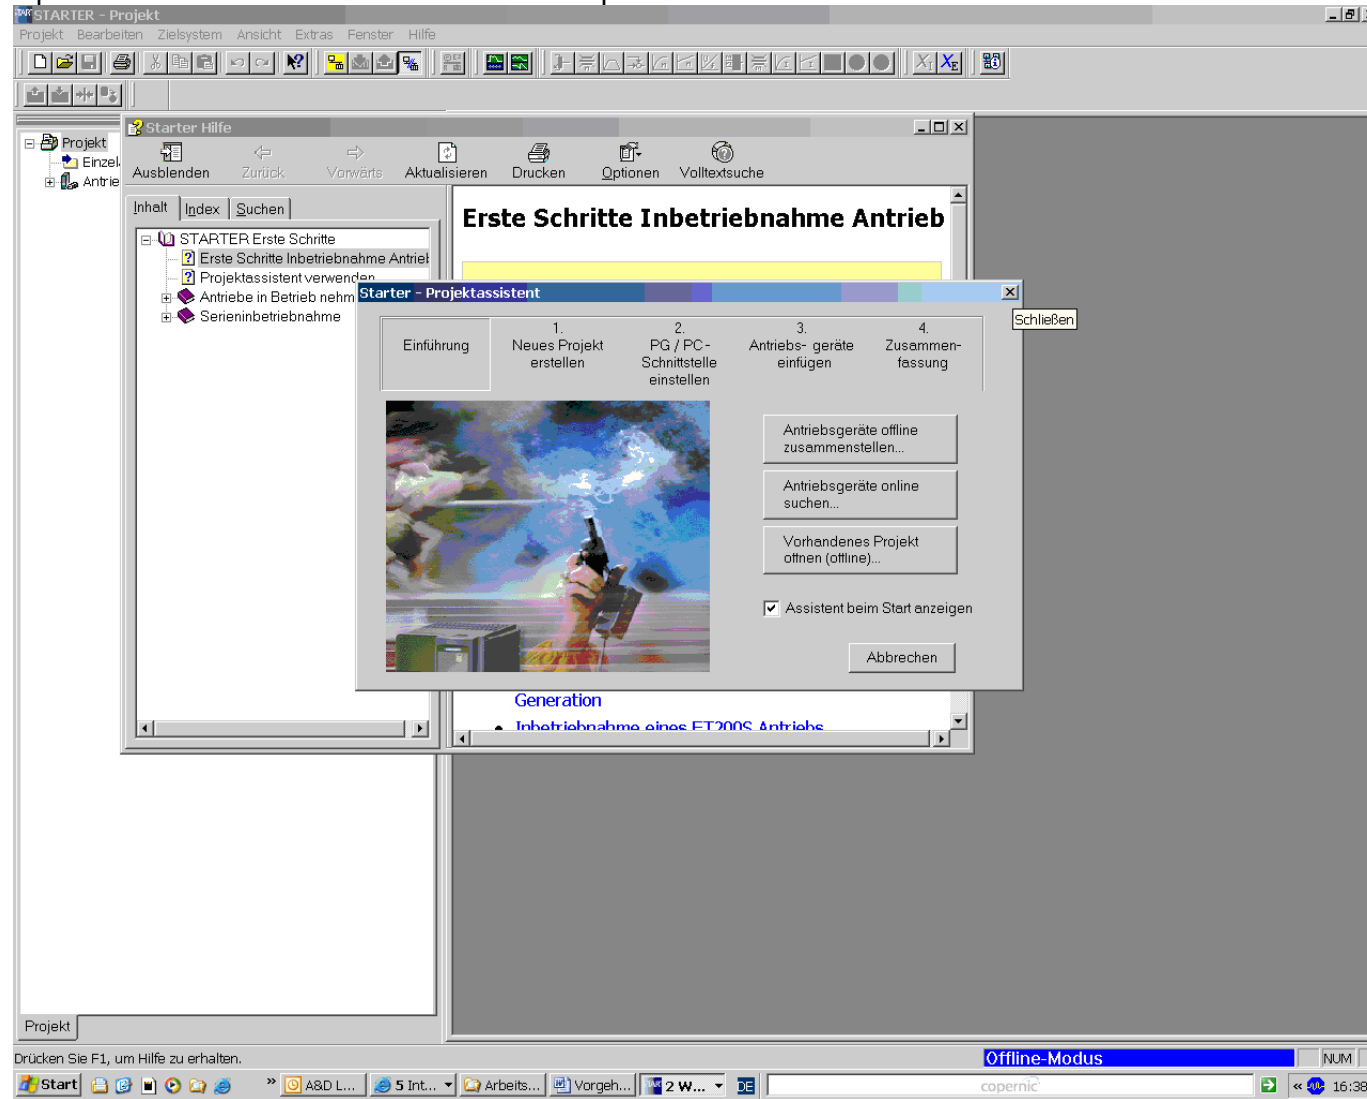 STARTER – Projekt
Projekt Bearbeiten Zielsystem Ansicht Extras Fenster Hilfe
Projekt
Einzel
Antrie
Starter Hilfe
Ausblenden Zurück Vorwärts Aktualisieren Drucken Optionen Volltextsuche
Inhalt Index Suchen
STARTER Erste Schritte
Erste Schritte Inbetriebnahme Antrieb
Projektassistent verwenden
Antriebe in Betrieb nehm
Serieninbetriebnahme
Erste Schritte Inbetriebnahme Antrieb
Starter – Projektassistent
Schließen
Einführung
1.
Neues Projekt
erstellen
2.
PG / PC -
Schnittstelle
einstellen
3.
Antriebs- geräte
einfügen
4.
Zusammen-
fassung
Antriebsgeräte offline
zusammenstellen...
Antriebsgeräte online
suchen...
Vorhandenes Projekt
öffnen (offline)...
Assistent beim Start anzeigen
Abbrechen
Generation
Inbetriebnahme eines ET200S Antriebs
Projekt
Drücken Sie F1, um Hilfe zu erhalten.
Offline-Modus
NUM
Start » A&D L... 5 Int... Arbeits... Vorgeh... 2 W... DE copernic « 16:38